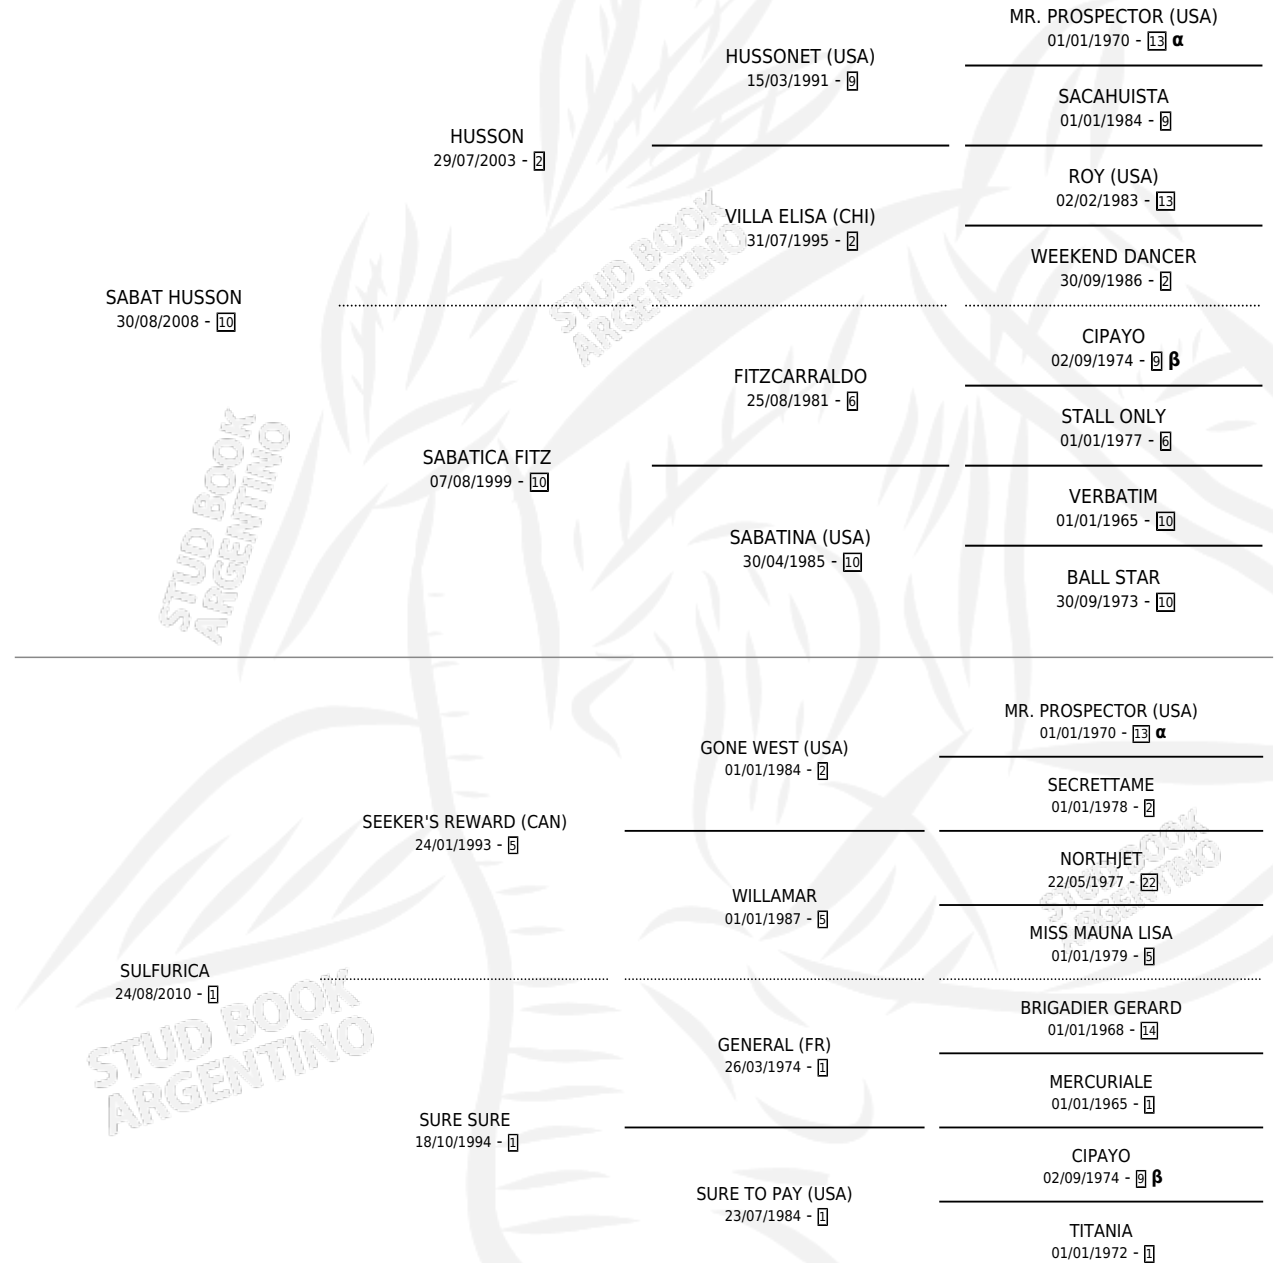 MR. PROSPECTOR (USA)
01/01/1970 - 13 α
HUSSONET (USA)
15/03/1991 - 9
SACAHUISTA
01/01/1984 - 9
HUSSON
29/07/2003 - 2
ROY (USA)
02/02/1983 - 13
VILLA ELISA (CHI)
31/07/1995 - 2
WEEKEND DANCER
30/09/1986 - 2
SABAT HUSSON
30/08/2008 - 10
CIPAYO
02/09/1974 - 9 β
FITZCARRALDO
25/08/1981 - 6
STALL ONLY
01/01/1977 - 6
SABATICA FITZ
07/08/1999 - 10
VERBATIM
01/01/1965 - 10
SABATINA (USA)
30/04/1985 - 10
BALL STAR
30/09/1973 - 10
STUD BOOK
ARGENTINO
STUD BOOK
ARGENTINO
MR. PROSPECTOR (USA)
01/01/1970 - 13 α
GONE WEST (USA)
01/01/1984 - 2
SECRETTAME
01/01/1978 - 2
SEEKER'S REWARD (CAN)
24/01/1993 - 5
NORTHJET
22/05/1977 - 22
WILLAMAR
01/01/1987 - 5
MISS MAUNA LISA
01/01/1979 - 5
SULFURICA
24/08/2010 - 1
BRIGADIER GERARD
01/01/1968 - 14
GENERAL (FR)
26/03/1974 - 1
MERCURIALE
01/01/1965 - 1
SURE SURE
18/10/1994 - 1
CIPAYO
02/09/1974 - 9 β
SURE TO PAY (USA)
23/07/1984 - 1
TITANIA
01/01/1972 - 1
STUD BOOK
ARGENTINO
STUD BOOK
ARGENTINO